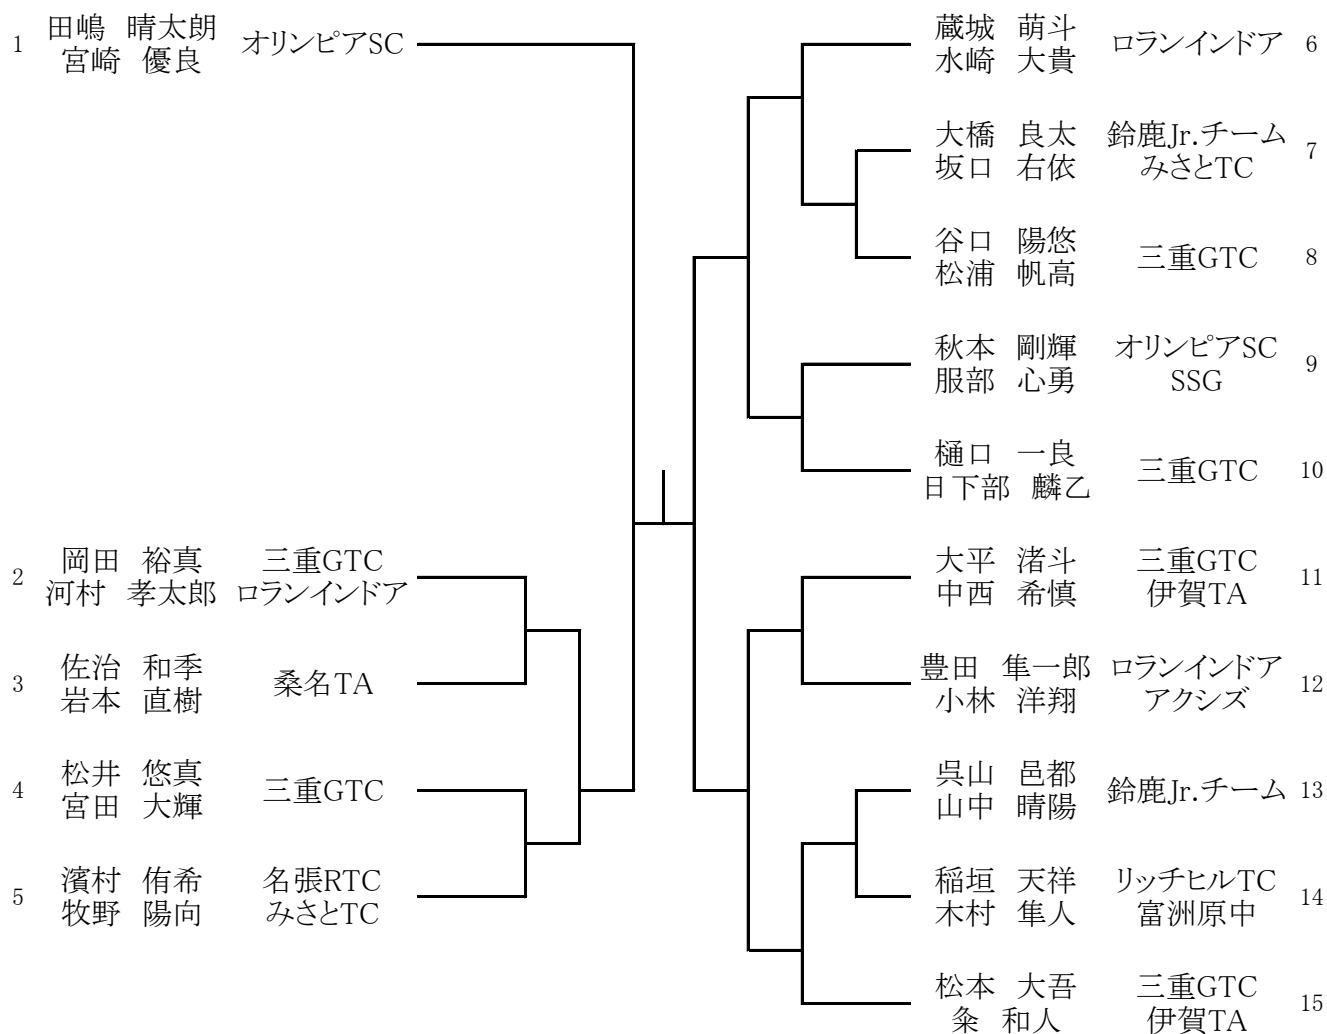 1 田嶋 晴太朗 オリンピアSC
宮崎 優良
2 岡田 裕真 三重GTC
河村 孝太郎 ロランインドア
3 佐治 和季 桑名TA
岩本 直樹
4 松井 悠真 三重GTC
宮田 大輝
5 濱村 侑希 名張RTC
牧野 陽向 みさとTC
蔵城 萌斗 ロランインドア 6
水崎 大貴
大橋 良太 鈴鹿Jr.チーム 7
坂口 右依 みさとTC
谷口 陽悠 三重GTC 8
松浦 帆高
秋本 剛輝 オリンピアSC 9
服部 心勇 SSG
樋口 一良 三重GTC 10
日下部 麟乙
大平 渚斗 三重GTC 11
中西 希慎 伊賀TA
豊田 隼一郎 ロランインドア 12
小林 洋翔 アクシズ
呉山 邑都 鈴鹿Jr.チーム 13
山中 晴陽
稲垣 天祥 リッチヒルTC 14
木村 隼人 富洲原中
松本 大吾 三重GTC 15
粂 和人 伊賀TA